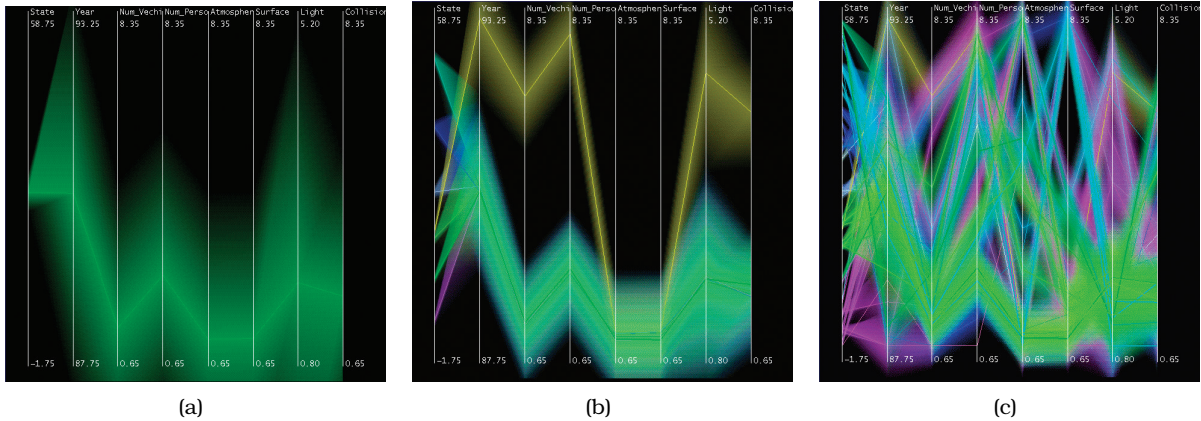 State Year Num_Vechi Num_Perso Atmospher Surface Light Collision
58.75 93.25 8.35 8.35 8.35 8.35 5.20 8.35
-1.75 87.75 0.65 0.65 0.65 0.65 0.80 0.65
(a)
State Year Num_Vechi Num_Perso Atmospher Surface Light Collision
58.75 93.25 8.35 8.35 8.35 8.35 5.20 8.35
-1.75 87.75 0.65 0.65 0.65 0.65 0.80 0.65
(b)
State Year Num_Vechi Num_Perso Atmospher Surface Light Collision
58.75 93.25 8.35 8.35 8.35 8.35 5.20 8.35
-1.75 87.75 0.65 0.65 0.65 0.65 0.80 0.65
(c)